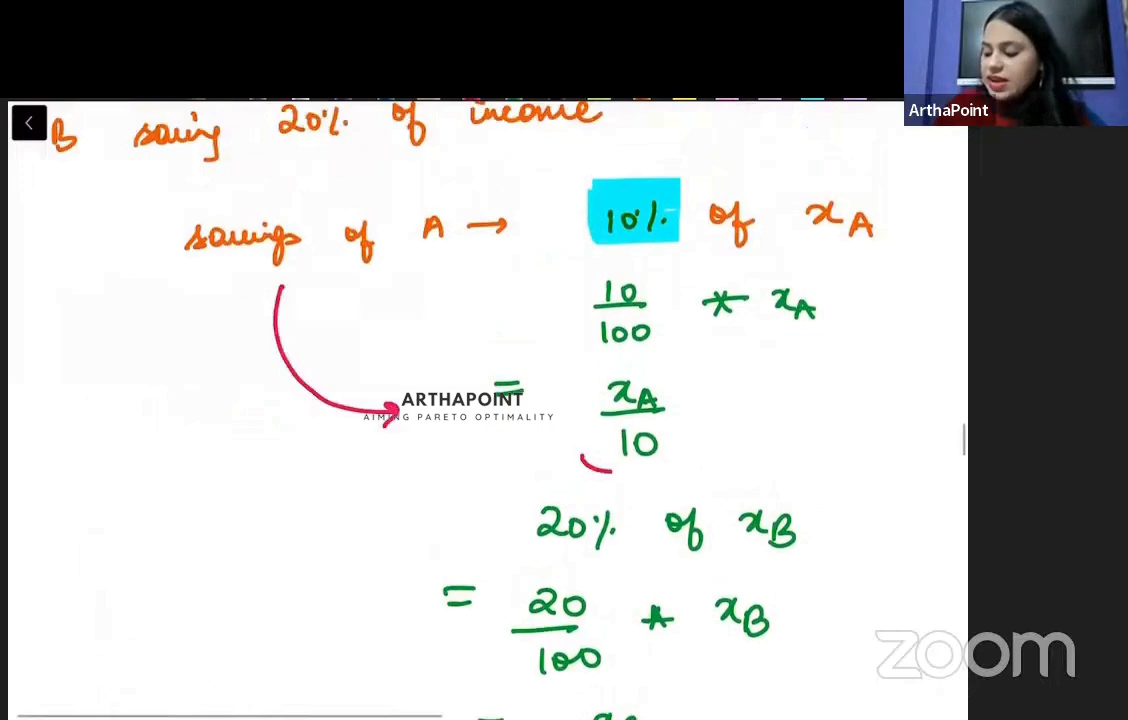 ArthaPoint
B saving 20% of income
savings of A → 10% of xA
10
100 * xA
= xA
10
ARTHAPOINT
AIMING PARETO OPTIMALITY
20% of xB
= 20
100 * xB
zoom